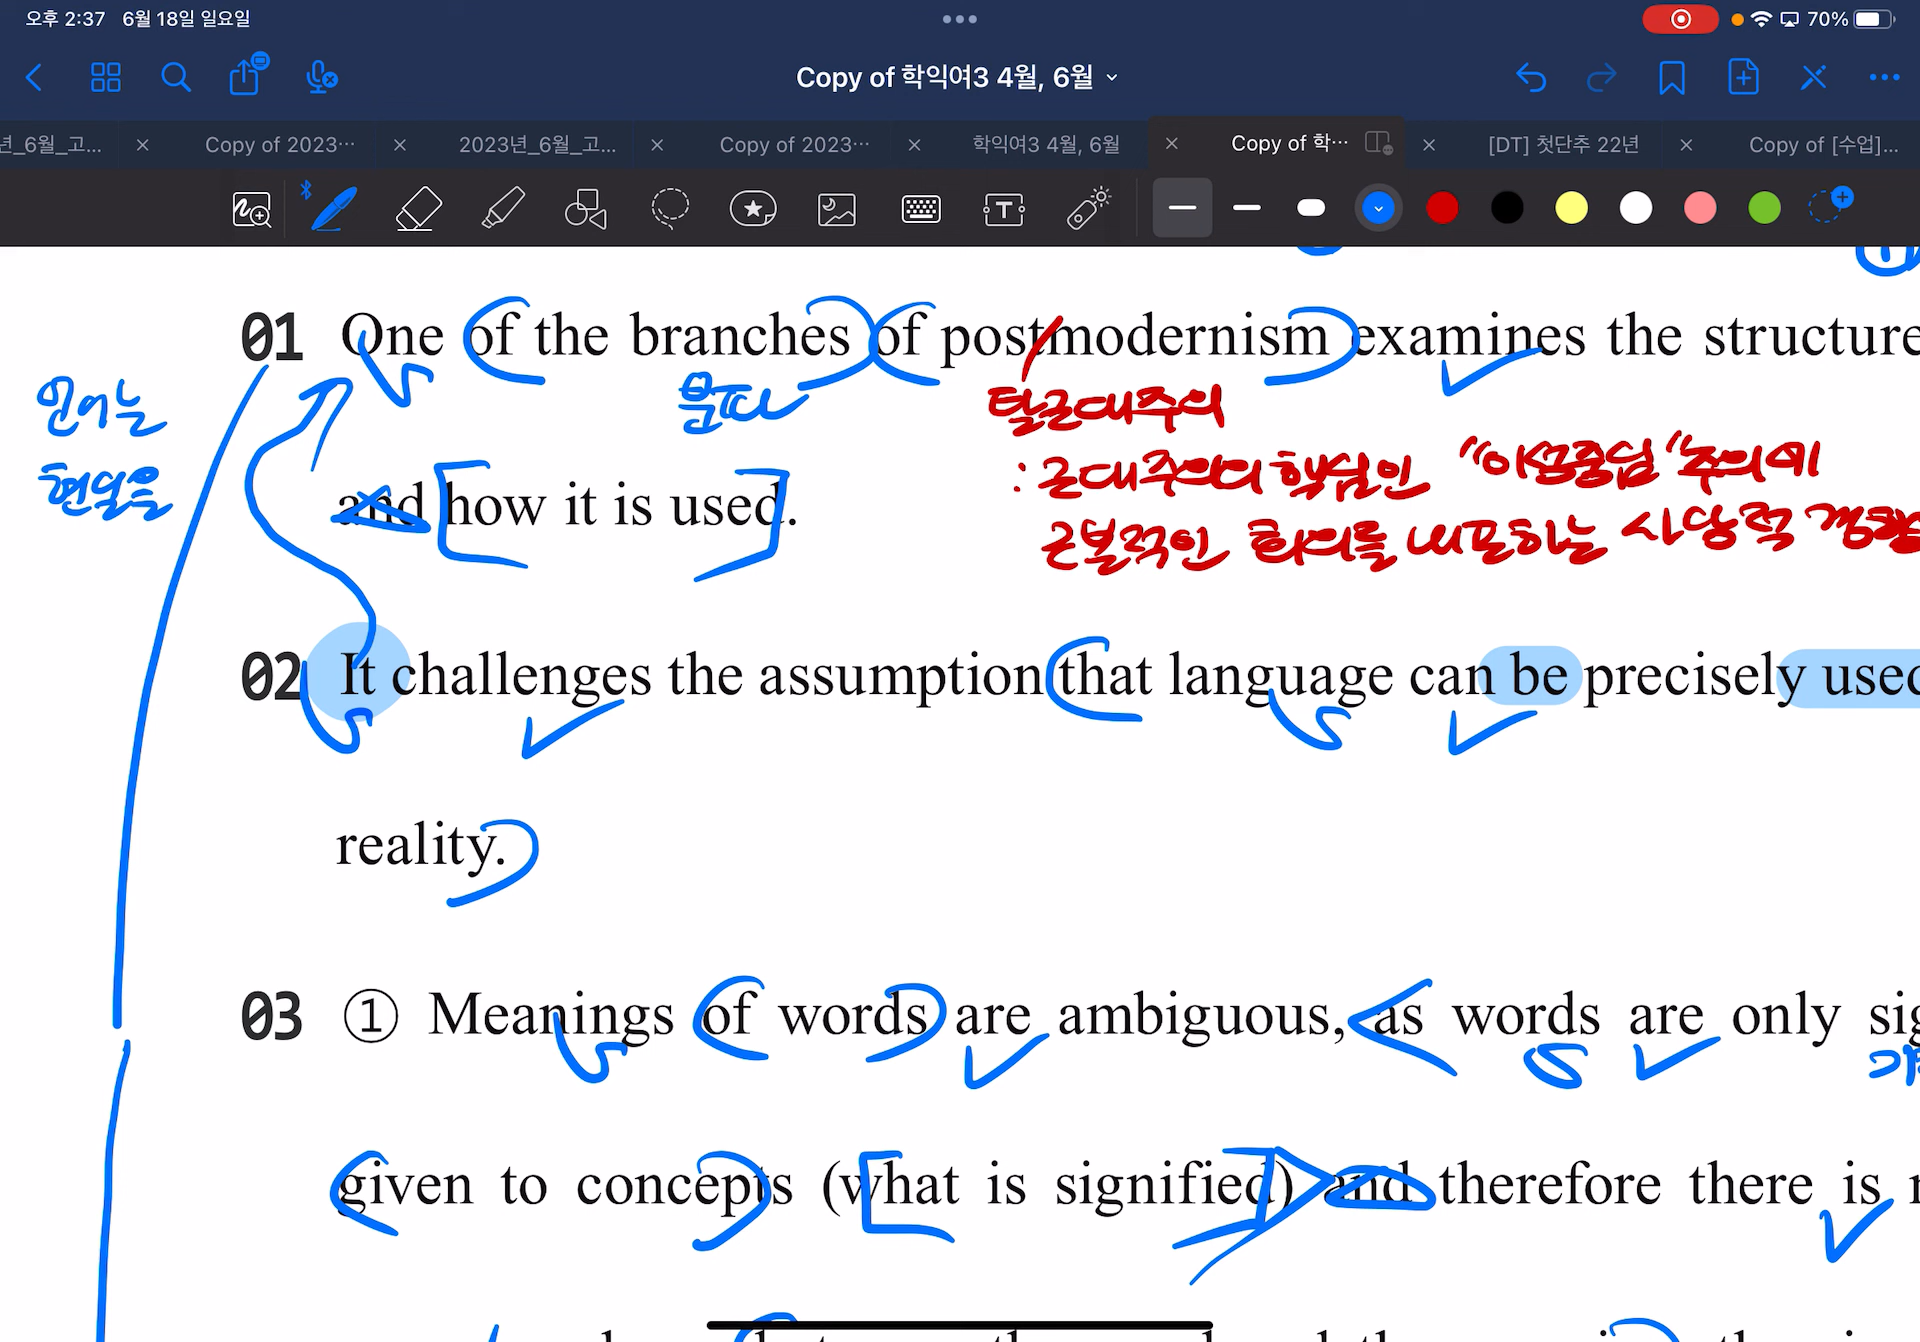 오후 2:37 6월 18일 일요일
70%
Copy of 학익여3 4월, 6월
년_6월_고... Copy of 2023··· 2023년_6월_고... Copy of 2023··· 학익여3 4월, 6월 Copy of 학··· [DT] 첫단추 22년 Copy of [수업]...
01 One of the branches of postmodernism examines the structure
언어는
문파
탈근대주의
현실을
and [how it is used].
: 근대주의의 핵심인 "이성중심"주의에
근본적인 회의를 내포하는 사상적 경향
02 It challenges the assumption that language can be precisely used
reality.
03 ① Meanings of words are ambiguous, as words are only sig
given to concepts (what is signified) and therefore there is